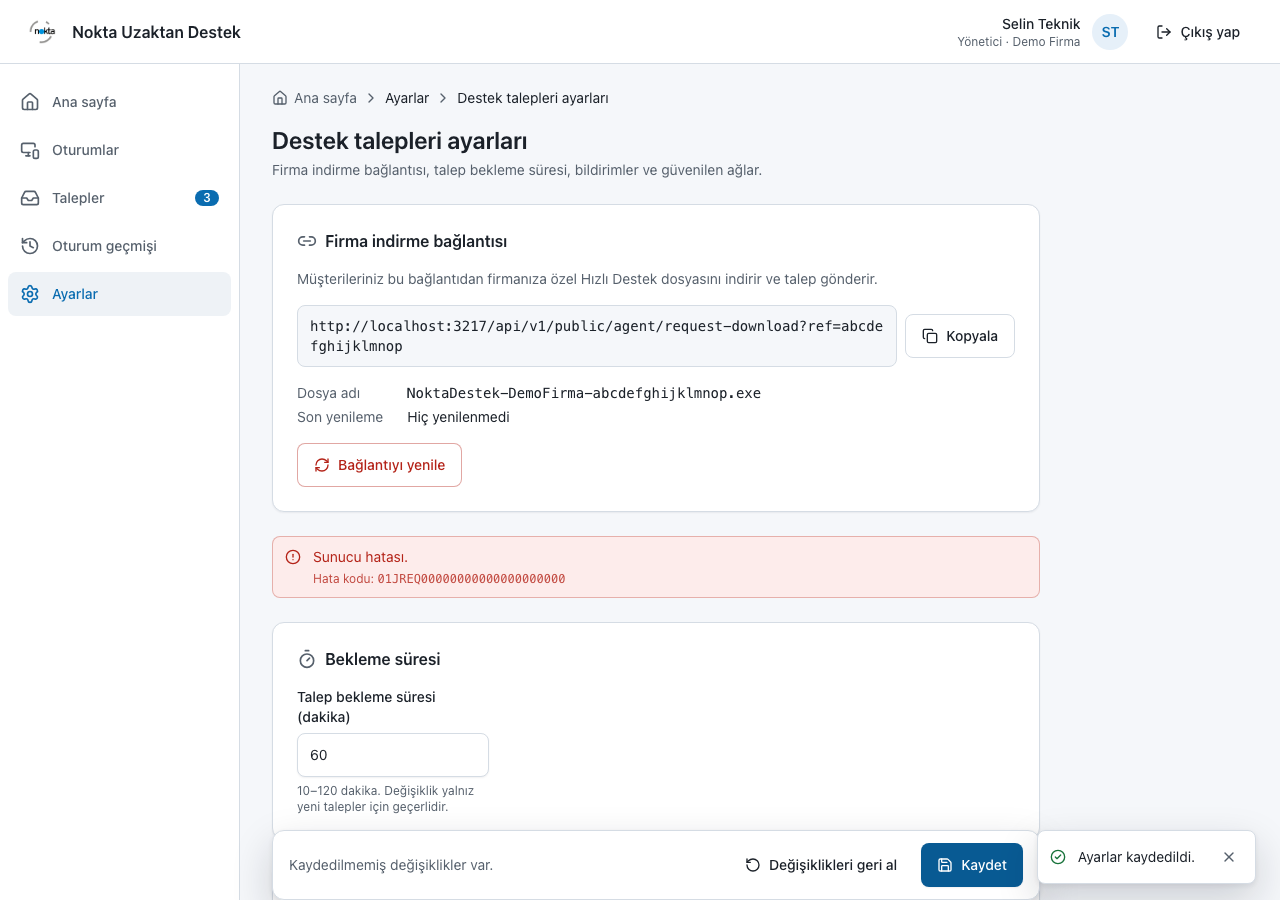 nokta
Nokta Uzaktan Destek
Selin Teknik
Yönetici · Demo Firma
ST
Çıkış yap
Ana sayfa
Oturumlar
Talepler
3
Oturum geçmişi
Ayarlar
Ana sayfa > Ayarlar > Destek talepleri ayarları
Destek talepleri ayarları
Firma indirme bağlantısı, talep bekleme süresi, bildirimler ve güvenilen ağlar.
Firma indirme bağlantısı
Müşterileriniz bu bağlantıdan firmanıza özel Hızlı Destek dosyasını indirir ve talep gönderir.
http://localhost:3217/api/v1/public/agent/request-download?ref=abcde
fghijklmnop
Kopyala
Dosya adı NoktaDestek-DemoFirma-abcdefghijklmnop.exe
Son yenileme Hiç yenilenmedi
Bağlantıyı yenile
Sunucu hatası.
Hata kodu: 01JREQ00000000000000000000
Bekleme süresi
Talep bekleme süresi
(dakika)
60
10–120 dakika. Değişiklik yalnız
yeni talepler için geçerlidir.
Kaydedilmemiş değişiklikler var.
Değişiklikleri geri al
Kaydet
Ayarlar kaydedildi.